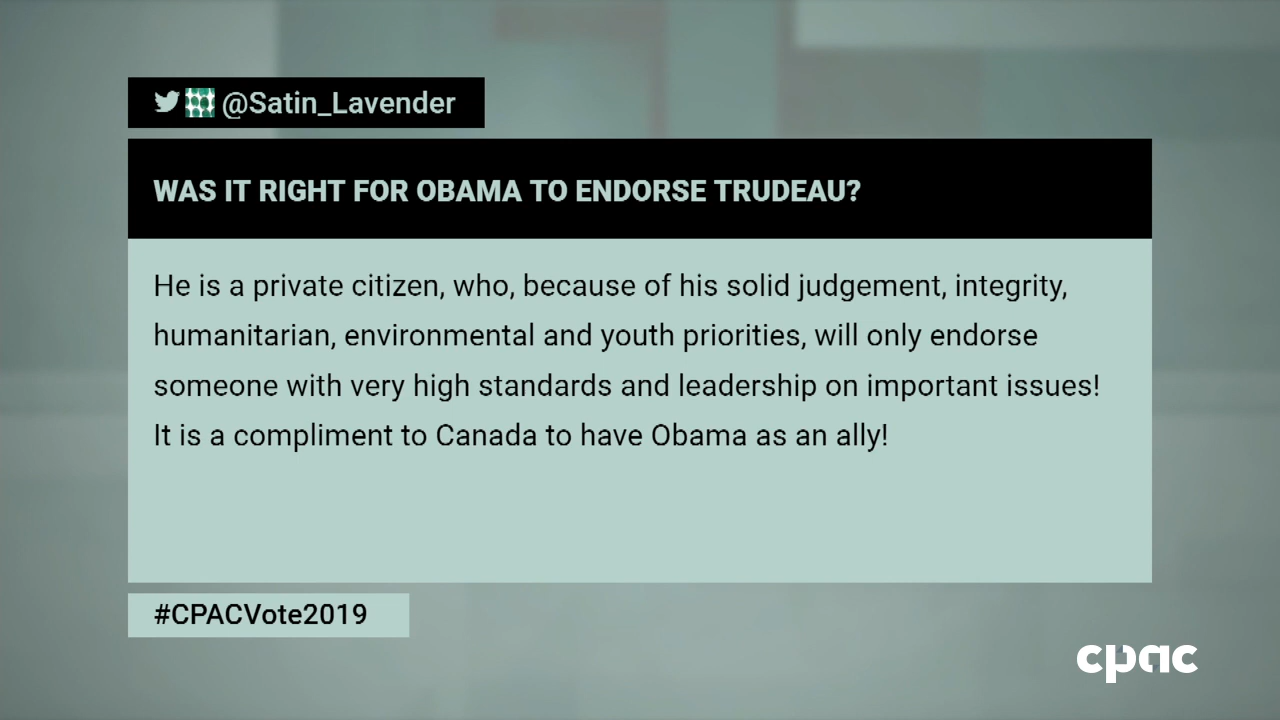 @Satin_Lavender
WAS IT RIGHT FOR OBAMA TO ENDORSE TRUDEAU?
He is a private citizen, who, because of his solid judgement, integrity,
humanitarian, environmental and youth priorities, will only endorse
someone with very high standards and leadership on important issues!
It is a compliment to Canada to have Obama as an ally!
#CPACVote2019
cpac